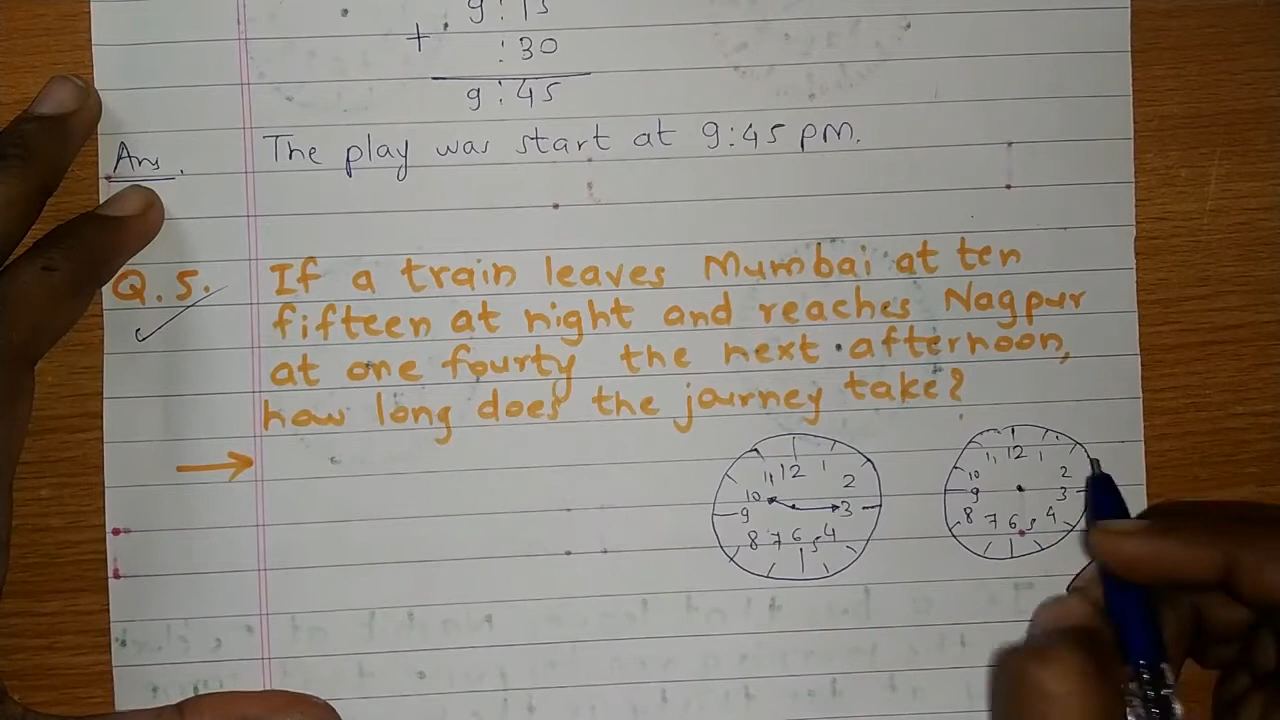 9:15
+ :30
9:45
Ans. The play was start at 9:45 pm.
Q.5. If a train leaves Mumbai at ten
fifteen at night and reaches Nagpur
at one fourty the next afternoon,
how long does the journey take?
12 1 2 3 4 5 6 7 8 9 10 11
12 1 2 3 4 5 6 7 8 9 10 11